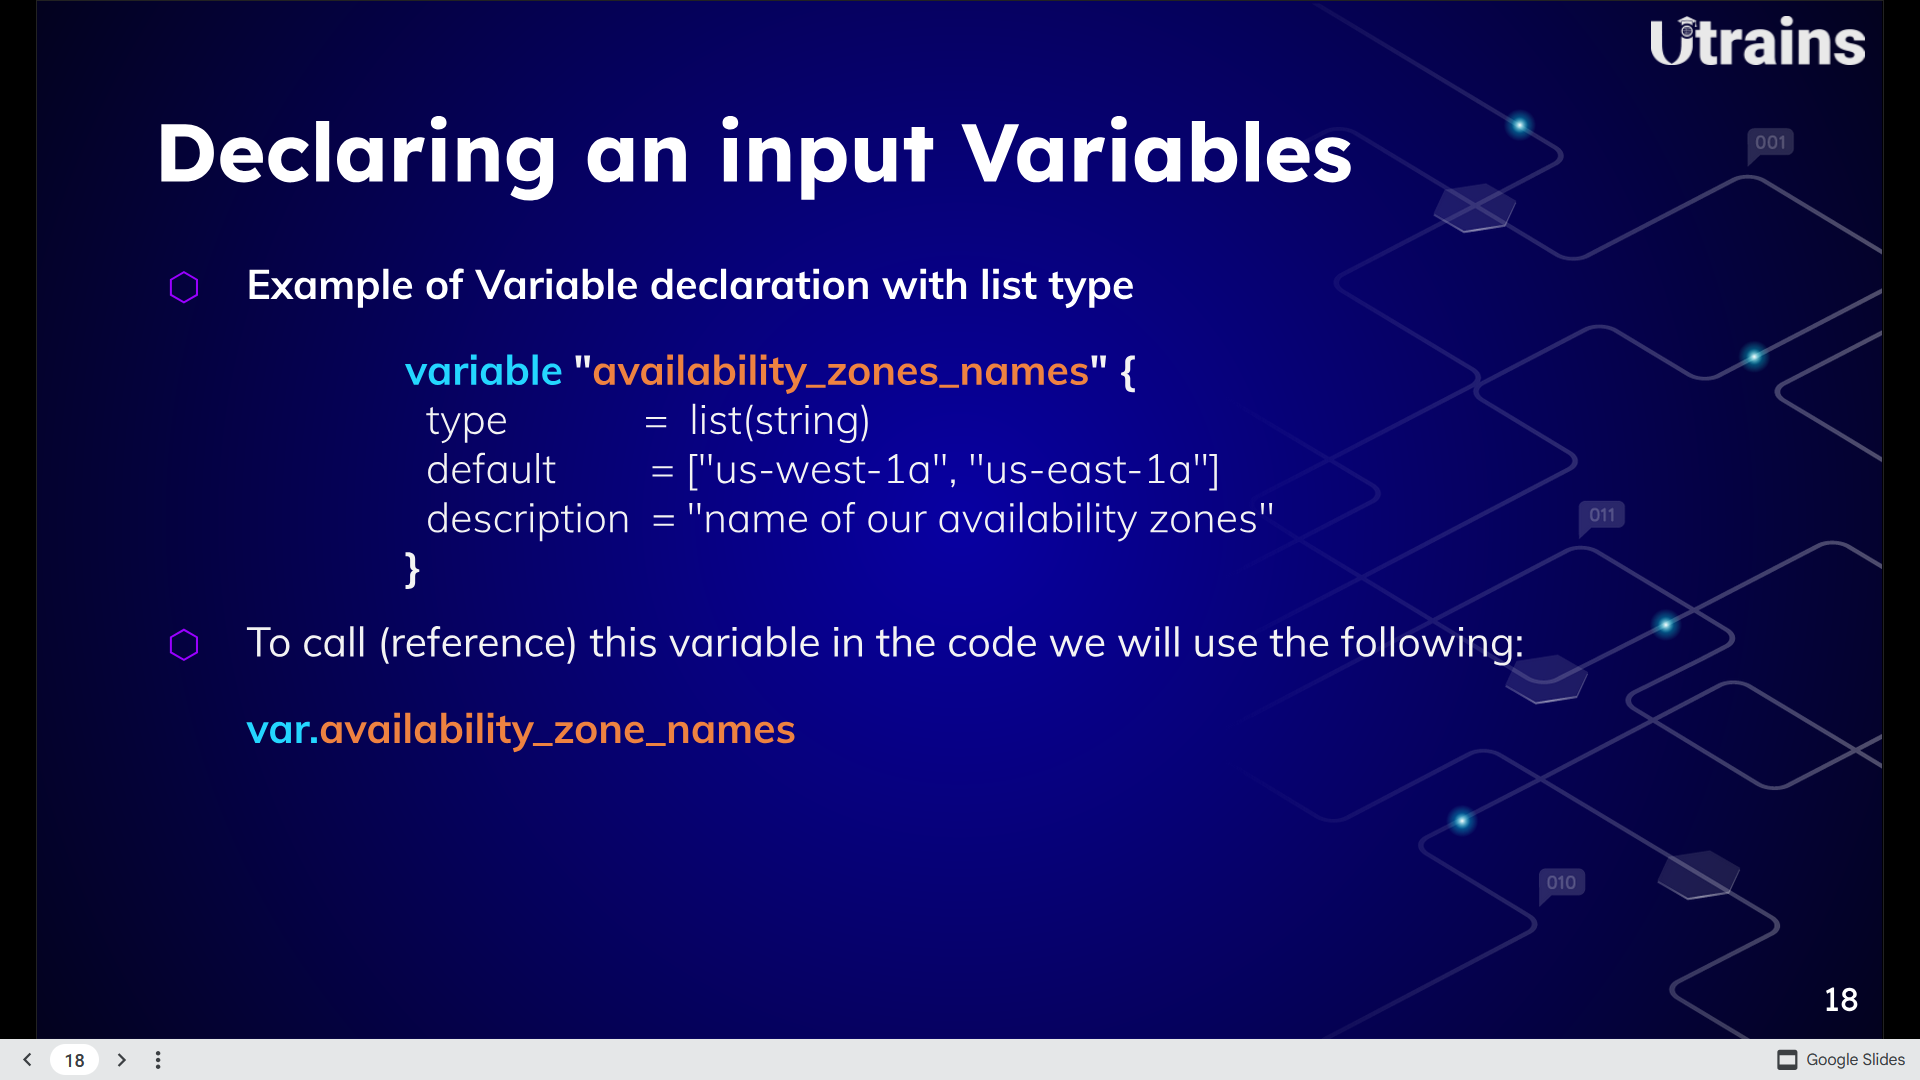 Utrains
Declaring an input Variables
001
Example of Variable declaration with list type
variable "availability_zones_names" {
type = list(string)
default = ["us-west-1a", "us-east-1a"]
description = "name of our availability zones"
}
011
To call (reference) this variable in the code we will use the following:
var.availability_zone_names
010
18
18
Google Slides